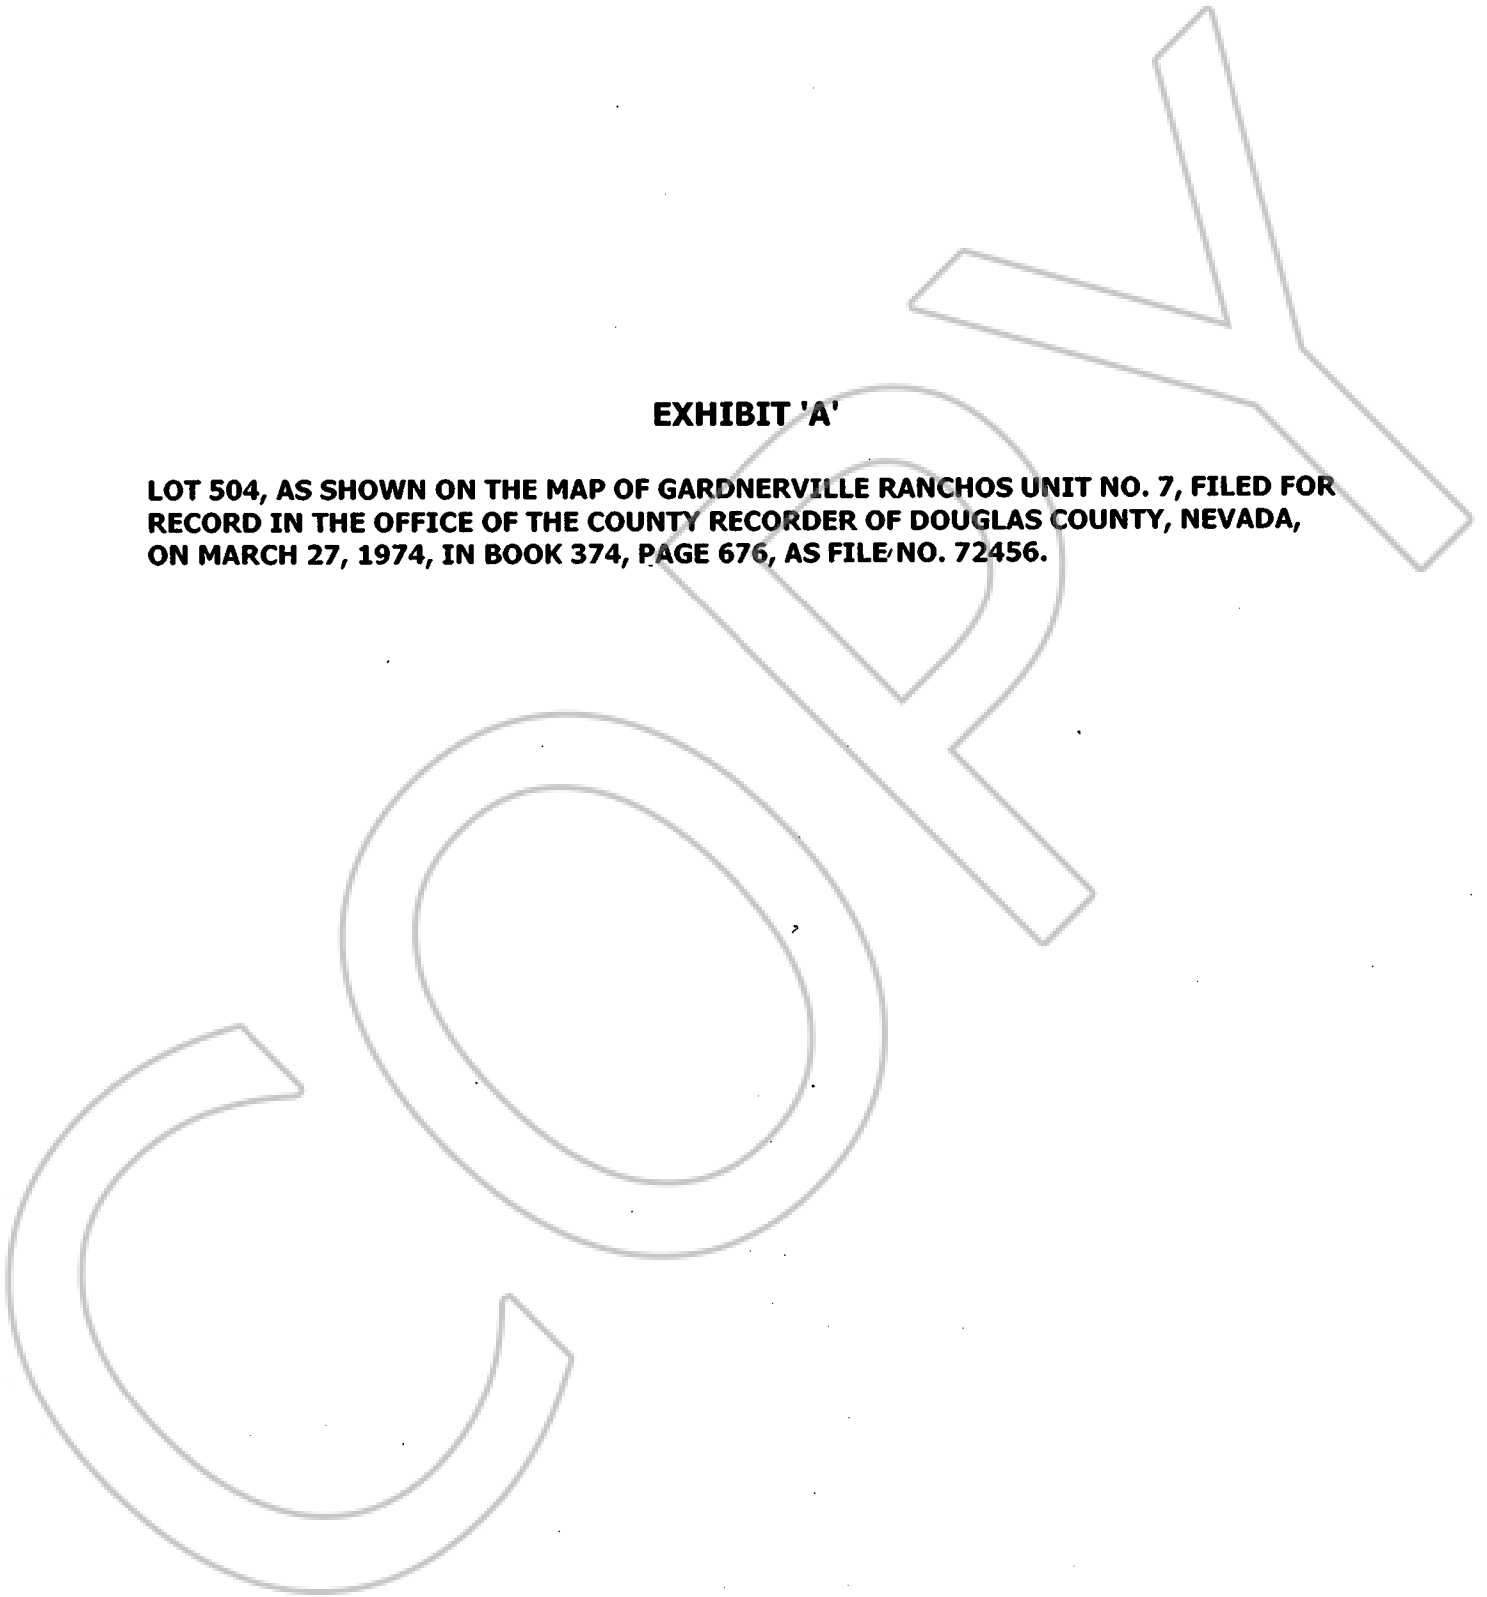 EXHIBIT 'A'
LOT 504, AS SHOWN ON THE MAP OF GARDNERVILLE RANCHOS UNIT NO. 7, FILED FOR
RECORD IN THE OFFICE OF THE COUNTY RECORDER OF DOUGLAS COUNTY, NEVADA,
ON MARCH 27, 1974, IN BOOK 374, PAGE 676, AS FILE NO. 72456.
COPY